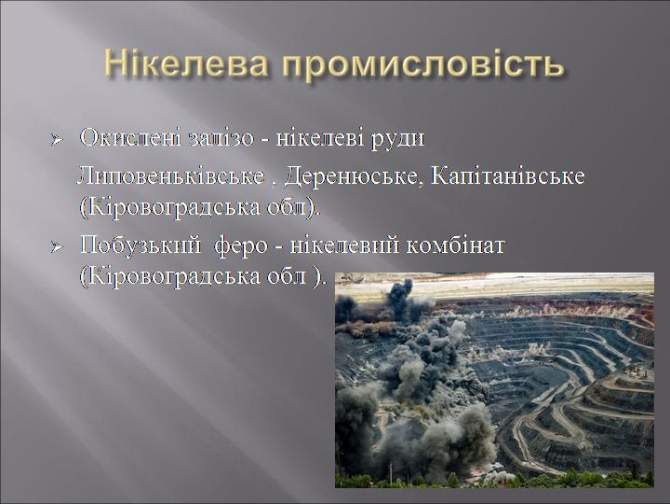 Нікелева промисловість
Окислені залізо - нікелеві руди
Липовеньківське , Деренюське, Капітанівське
(Кіровоградська обл).
Побузький феро - нікелевий комбінат
(Кіровоградська обл ).